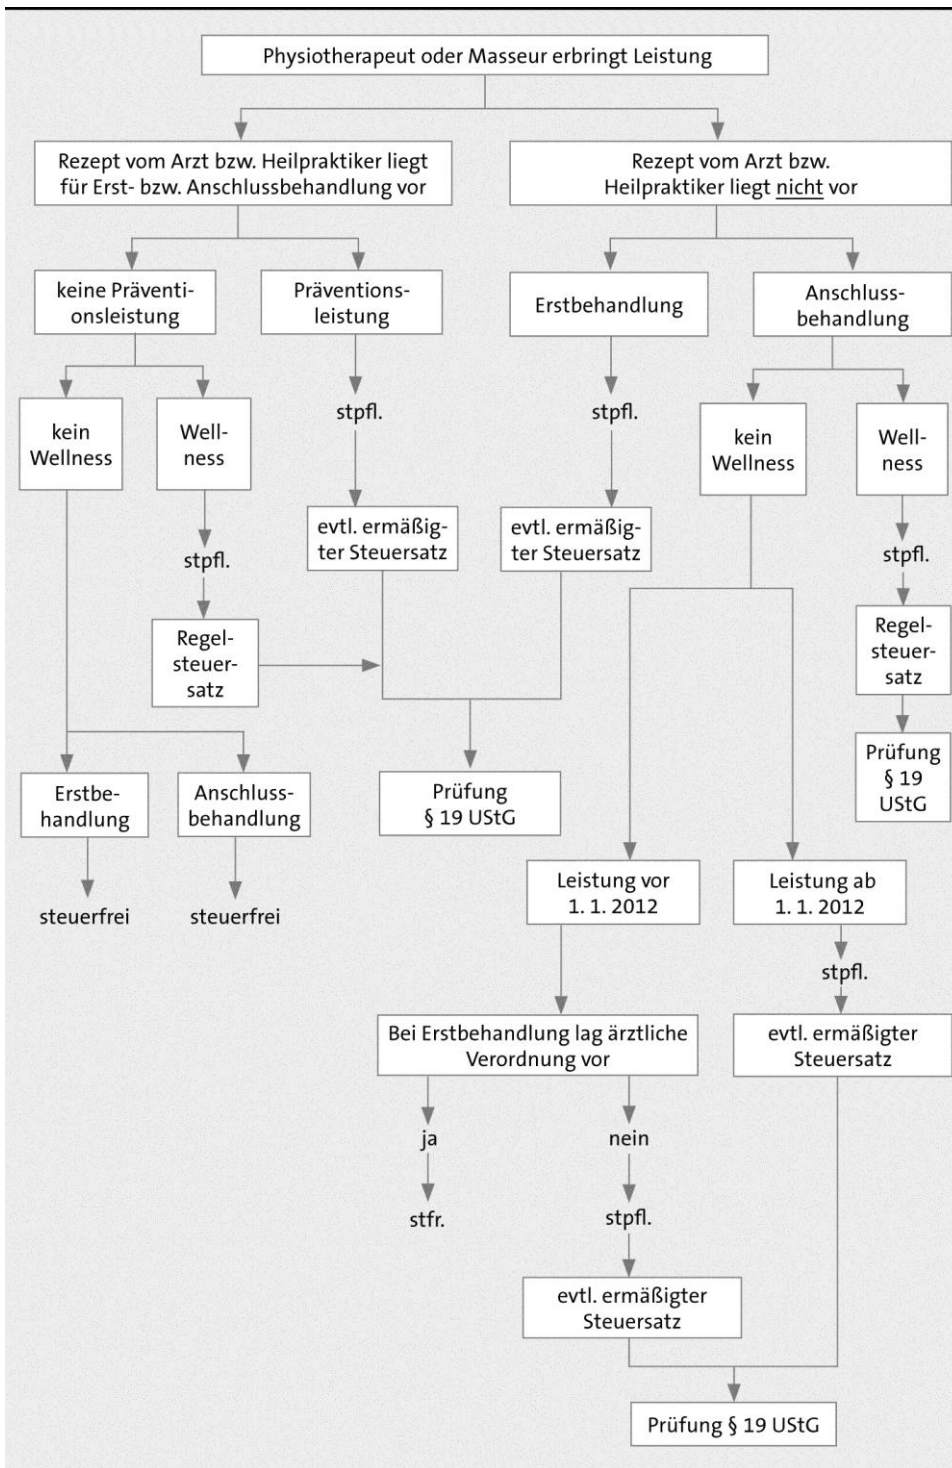 Physiotherapeut oder Masseur erbringt Leistung
Rezept vom Arzt bzw. Heilpraktiker liegt
für Erst- bzw. Anschlussbehandlung vor
Rezept vom Arzt bzw.
Heilpraktiker liegt nicht vor
keine Präventi-
onsleistung
Präventions-
leistung
Erstbehandlung
Anschluss-
behandlung
stpfl.
stpfl.
kein
Wellness
Well-
ness
kein
Wellness
Well-
ness
evtl. ermäßig-
ter Steuersatz
evtl. ermäßig-
ter Steuersatz
stpfl.
stpfl.
Regel-
steuer-
satz
Regel-
steuer-
satz
Prüfung
§ 19
UStG
Erstbe-
handlung
Anschluss-
behandlung
Prüfung
§ 19 UStG
steuerfrei
steuerfrei
Leistung vor
1. 1. 2012
Leistung ab
1. 1. 2012
stpfl.
Bei Erstbehandlung lag ärztliche
Verordnung vor
evtl. ermäßigter
Steuersatz
ja
nein
stfr.
stpfl.
evtl. ermäßigter
Steuersatz
Prüfung § 19 UStG